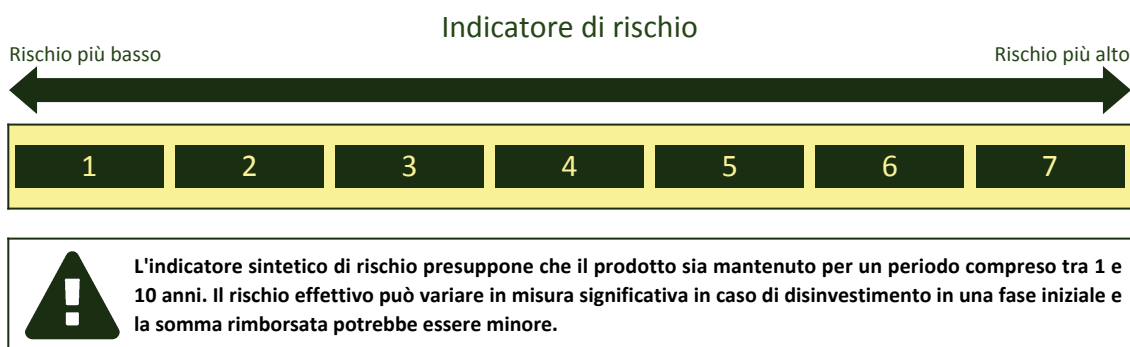 Indicatore di rischio
Rischio più basso
Rischio più alto
1 2 3 4 5 6 7
L'indicatore sintetico di rischio presuppone che il prodotto sia mantenuto per un periodo compreso tra 1 e
10 anni. Il rischio effettivo può variare in misura significativa in caso di disinvestimento in una fase iniziale e
la somma rimborsata potrebbe essere minore.